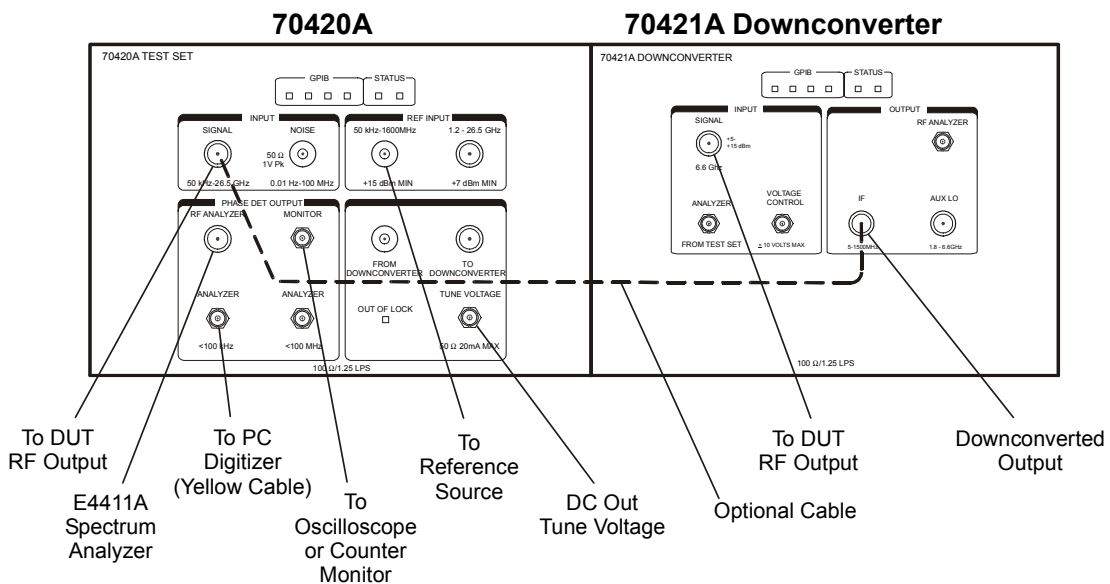 70420A
70421A Downconverter
70420A TEST SET
GPIB
STATUS
INPUT
SIGNAL
NOISE
50 Ω
1V Pk
50 kHz-26.5 GHz
0.01 Hz-100 MHz
REF INPUT
50 kHz-1600MHz
1.2 - 26.5 GHz
+15 dBm MIN
+7 dBm MIN
PHASE DET OUTPUT
RF ANALYZER
MONITOR
ANALYZER
ANALYZER
<100 kHz
<100 MHz
FROM
DOWNCONVERTER
TO
DOWNCONVERTER
OUT OF LOCK
TUNE VOLTAGE
50 Ω 20mA MAX
100 Ω/1.25 LPS
70421A DOWNCONVERTER
GPIB
STATUS
INPUT
SIGNAL
+5-
+15 dBm
6.6 GHz
ANALYZER
FROM TEST SET
VOLTAGE
CONTROL
± 10 VOLTS MAX
OUTPUT
RF ANALYZER
IF
5-1500MHz
AUX LO
1.8 - 6.6GHz
100 Ω/1.25 LPS
To DUT
RF Output
E4411A
Spectrum
Analyzer
To PC
Digitizer
(Yellow Cable)
To
Oscilloscope
or Counter
Monitor
To
Reference
Source
DC Out
Tune Voltage
Optional Cable
To DUT
RF Output
Downconverted
Output